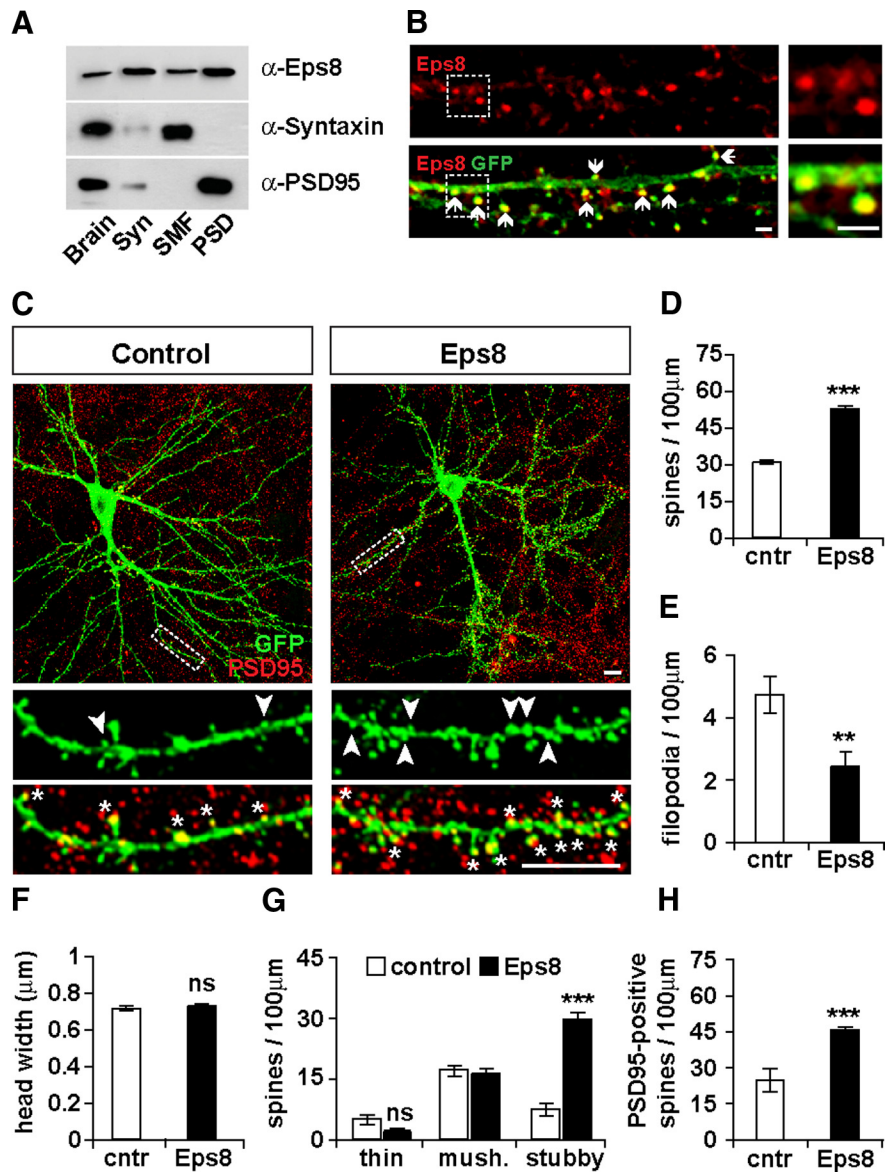 A
α-Eps8
α-Syntaxin
α-PSD95
Brain Syn SMF PSD
B
Eps8
Eps8 GFP
C
Control
Eps8
GFP
PSD95
* * * * *
* * * * * * * * * * *
D
spines / 100μm
75
60
45
30
15
0
***
cntr Eps8
E
filopodia / 100μm
6
4
2
0
**
cntr Eps8
F
head width (μm)
1
0.8
0.6
0.4
0.2
0
ns
cntr Eps8
G
spines / 100μm
45
30
15
0
control Eps8
ns
***
thin mush. stubby
H
PSD95-positive
spines / 100μm
75
60
45
30
15
0
***
cntr Eps8